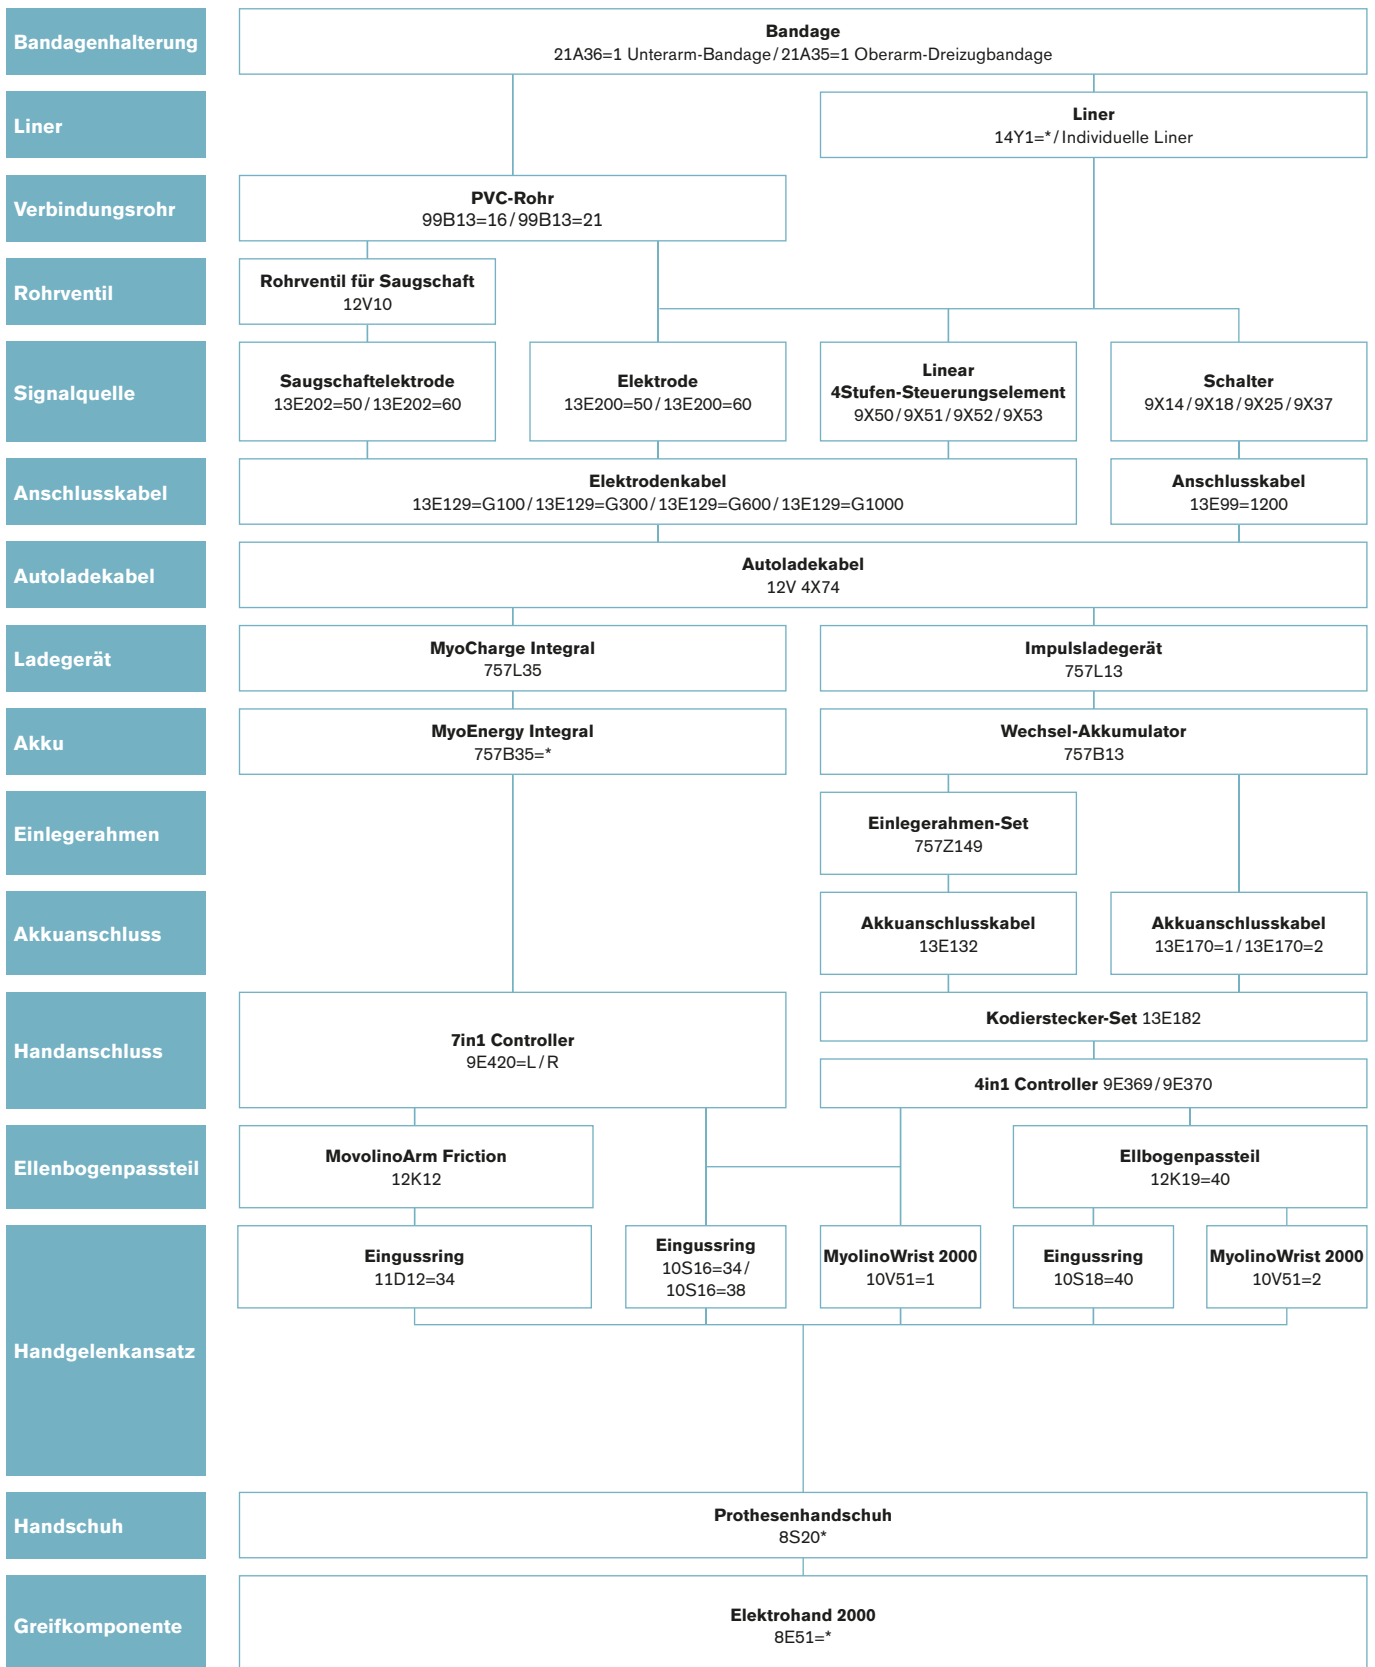 Bandagenhalterung
Bandage
21A36=1 Unterarm-Bandage/21A35=1 Oberarm-Dreizugbandage
Liner
Liner
14Y1=*/Individuelle Liner
Verbindungsrohr
PVC-Rohr
99B13=16/99B13=21
Rohrventil
Rohrventil für Saugschaft
12V10
Signalquelle
Saugschaftelektrode
13E202=50/13E202=60
Elektrode
13E200=50/13E200=60
Linear
4Stufen-Steuerungselement
9X50/9X51/9X52/9X53
Schalter
9X14/9X18/9X25/9X37
Anschlusskabel
Elektrodenkabel
13E129=G100/13E129=G300/13E129=G600/13E129=G1000
Anschlusskabel
13E99=1200
Autoladekabel
Autoladekabel
12V 4X74
Ladegerät
MyoCharge Integral
757L35
Impulsladegerät
757L13
Akku
MyoEnergy Integral
757B35=*
Wechsel-Akkumulator
757B13
Einlegerahmen
Einlegerahmen-Set
757Z149
Akkuanschluss
Akkuanschlusskabel
13E132
Akkuanschlusskabel
13E170=1/13E170=2
Handanschluss
7in1 Controller
9E420=L/R
Kodierstecker-Set 13E182
4in1 Controller 9E369/9E370
Ellenbogenpassteil
MovolinoArm Friction
12K12
Ellbogenpassteil
12K19=40
Handgelenkansatz
Eingussring
11D12=34
Eingussring
10S16=34/
10S16=38
MyolinoWrist 2000
10V51=1
Eingussring
10S18=40
MyolinoWrist 2000
10V51=2
Handschuh
Prothesenhandschuh
8S20*
Greifkomponente
Elektrohand 2000
8E51=*